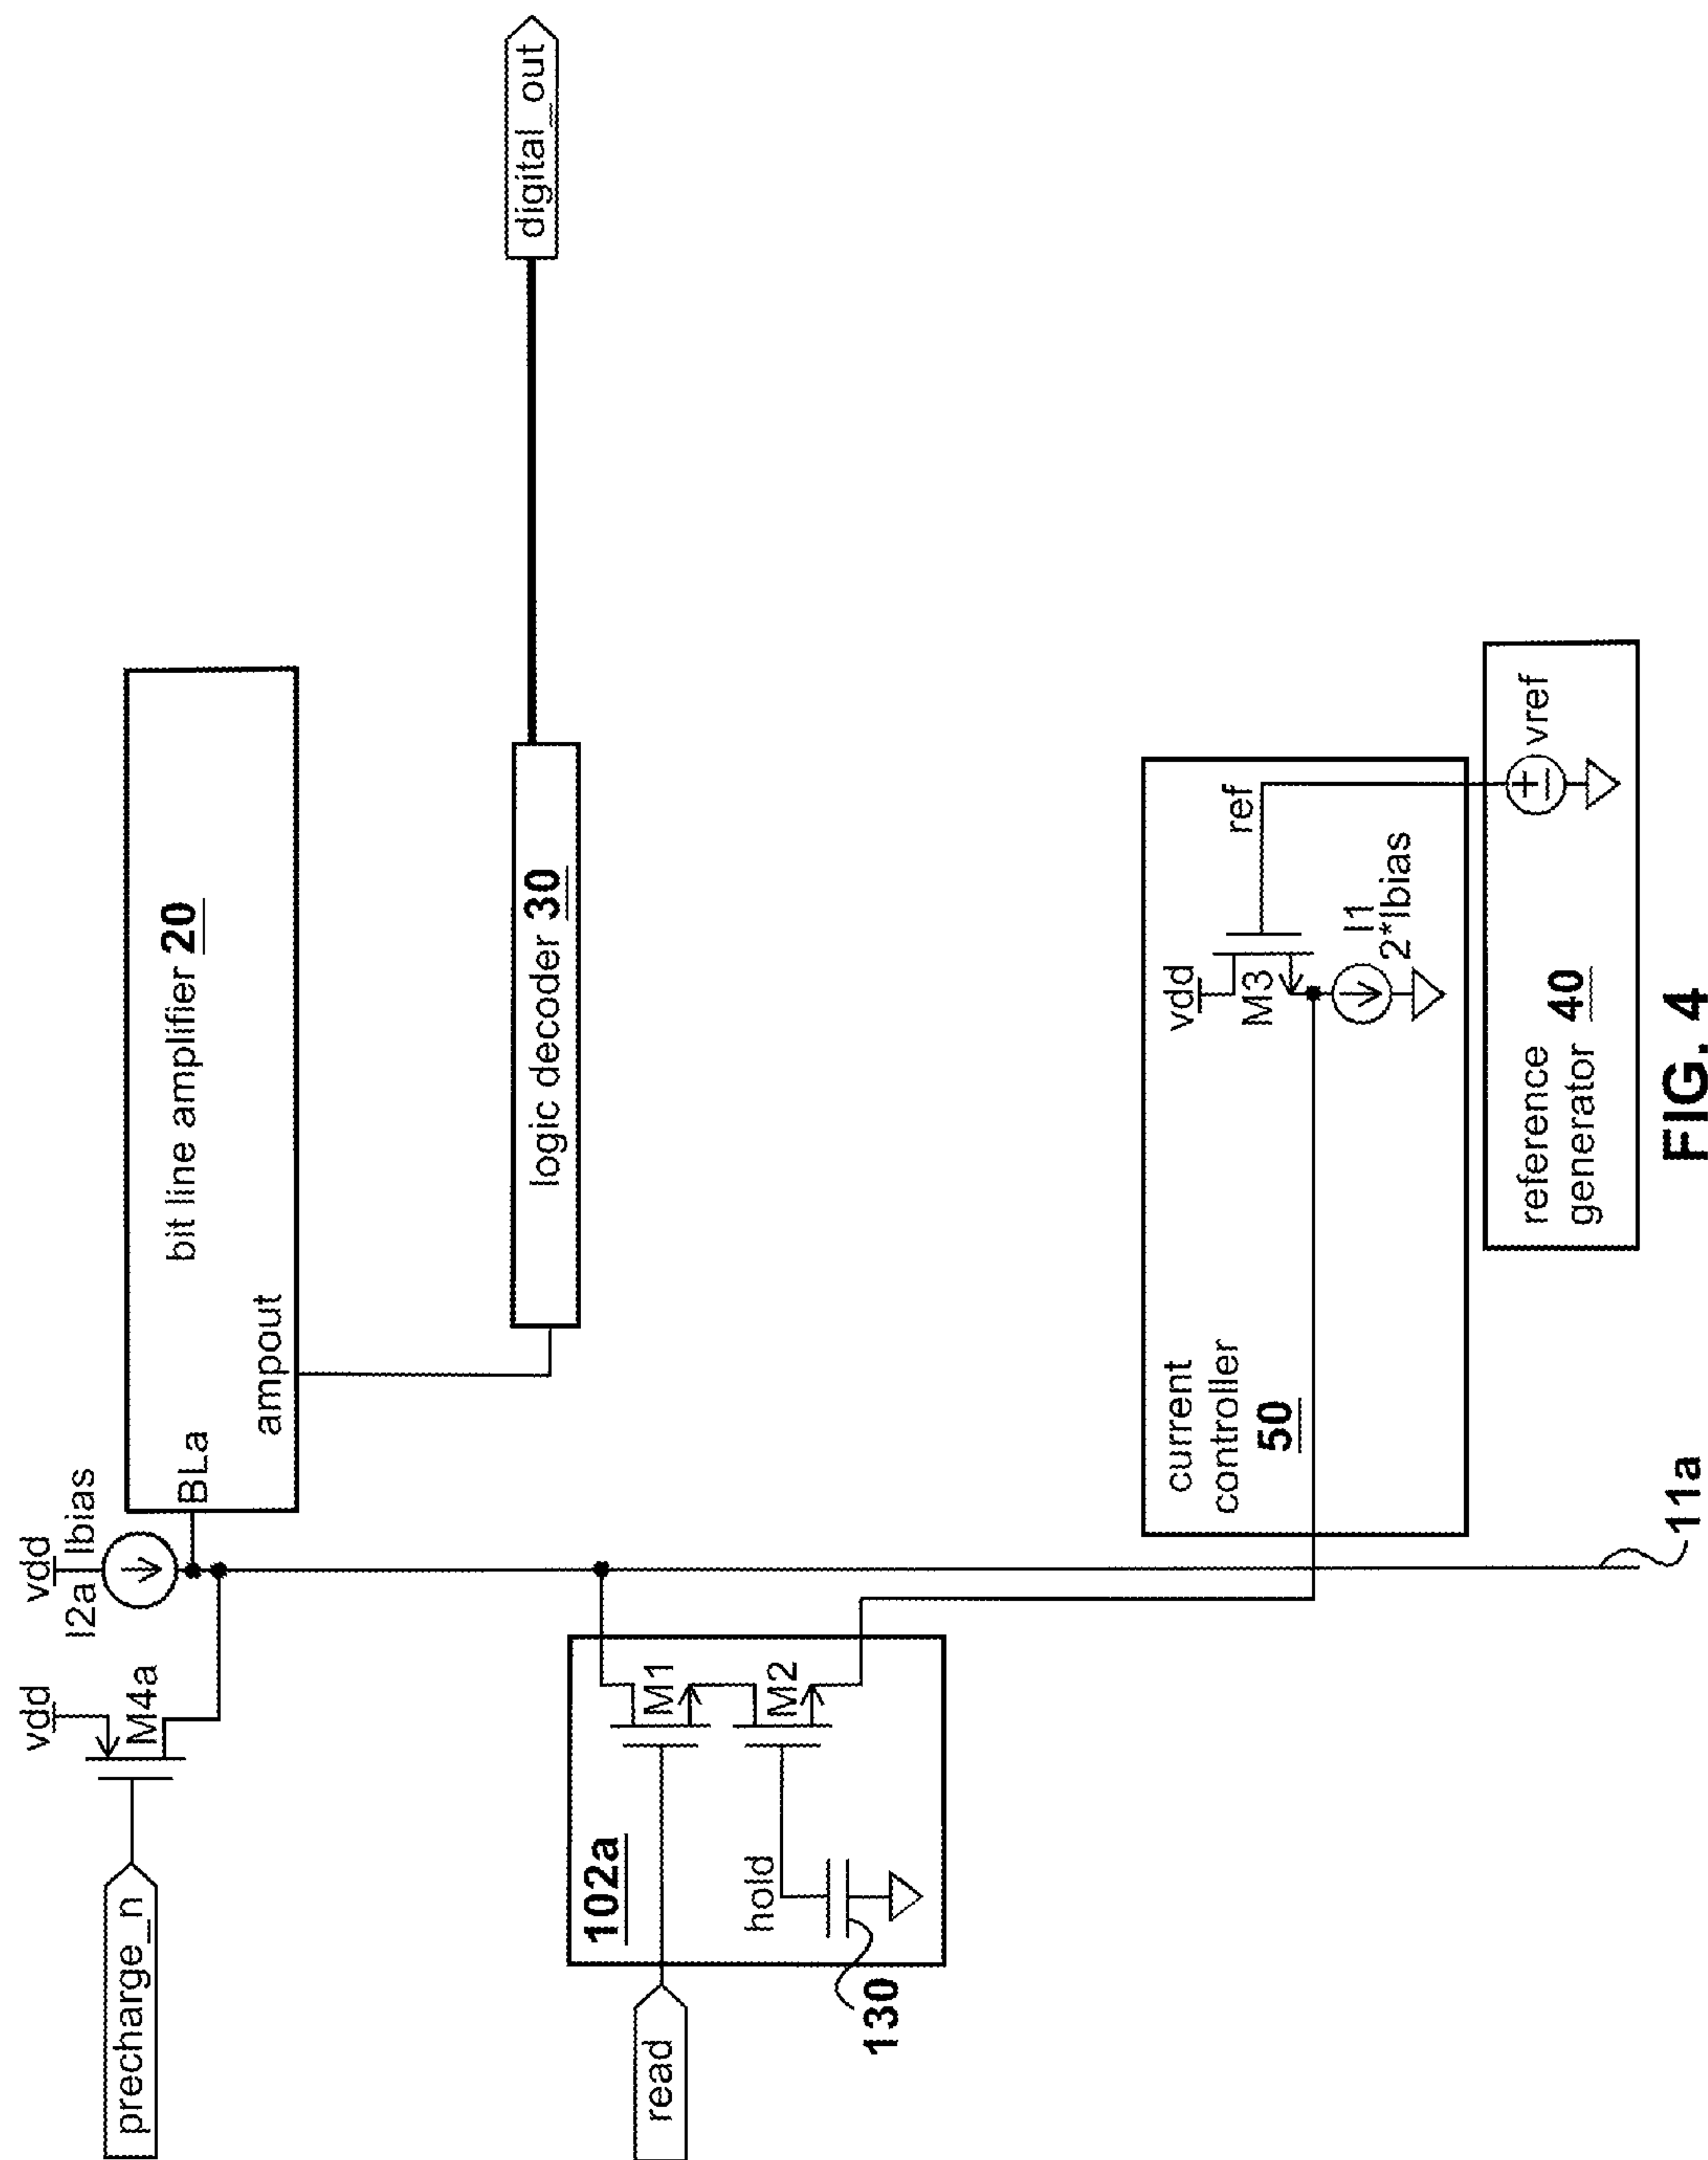 precharge_n
vdd
M4a
vdd
I2a Ibias
BLa
bit line amplifier 20
ampout
logic decoder 30
digital_out
read
102a
M1
M2
hold
130
current
controller
50
vdd
M3
ref
I1
2*Ibias
reference
generator 40
vref
11a
FIG. 4